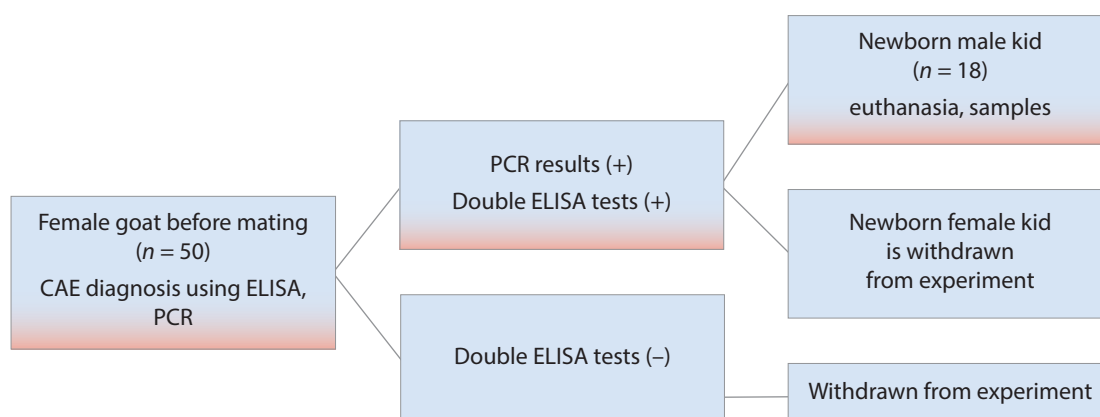 Female goat before mating
(n = 50)
CAE diagnosis using ELISA,
PCR
PCR results (+)
Double ELISA tests (+)
Double ELISA tests (–)
Newborn male kid
(n = 18)
euthanasia, samples
Newborn female kid
is withdrawn
from experiment
Withdrawn from experiment